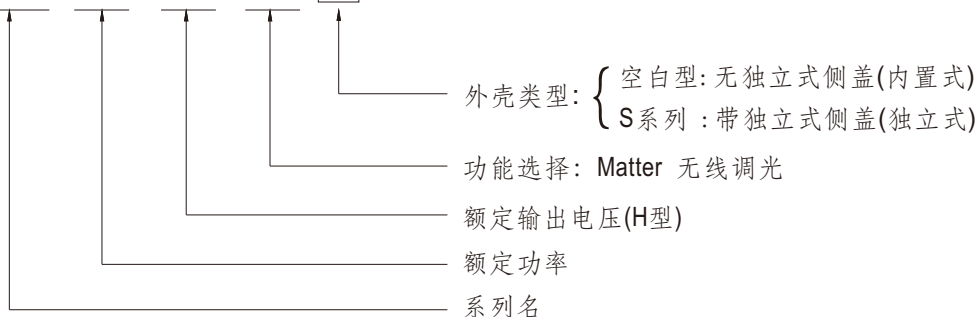 外壳类型:
空白型: 无独立式侧盖(内置式)
S系列 : 带独立式侧盖(独立式)
功能选择: Matter 无线调光
额定输出电压(H型)
额定功率
系列名